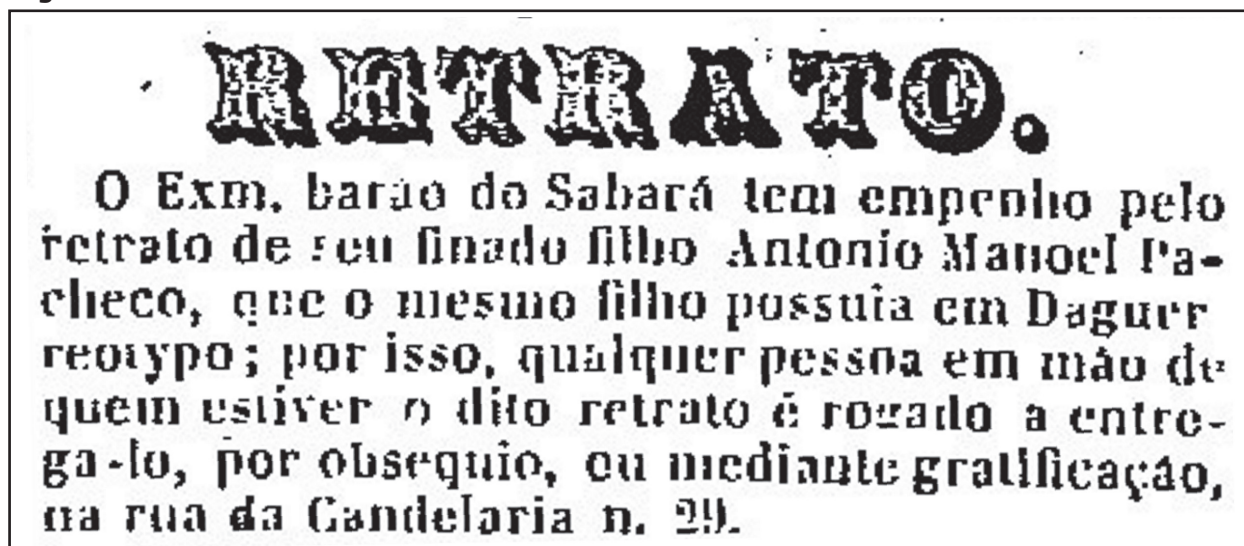 RETRATO.
O Exm. barão do Sabará tem empenho pelo
retrato de seu finado filho Antonio Manoel Pa-
checo, que o mesmo filho possuia em Daguer
reotypo; por isso, qualquer pessoa em mão de
quem estiver o dito retrato é rogado a entre-
ga-lo, por obsequio, ou mediante gratificação,
na rua da Candelaria n. 29.